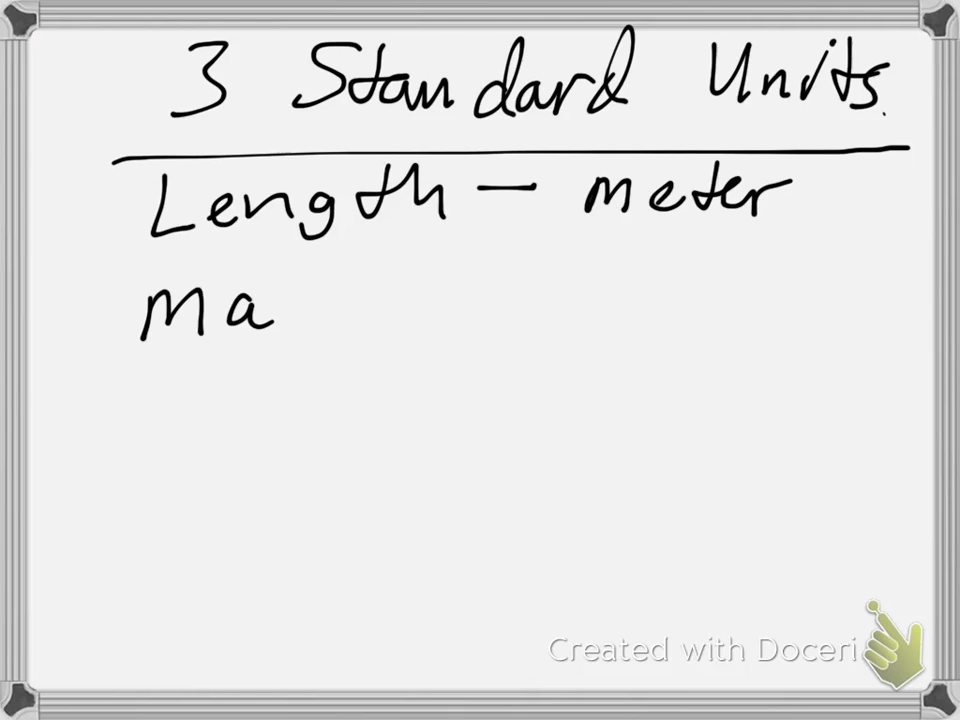 3 Standard Units.
Length - meter
Ma
Created with Doceri